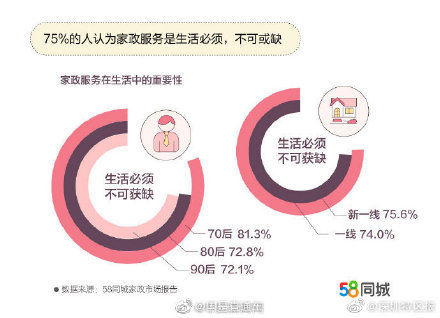 75%的人认为家政服务是生活必须，不可或缺
家政服务在生活中的重要性
生活必须
不可获缺
70后 81.3%
80后 72.8%
90后 72.1%
生活必须
不可获缺
新一线 75.6%
一线 74.0%
● 数据来源：58同城家政市场报告
58同城